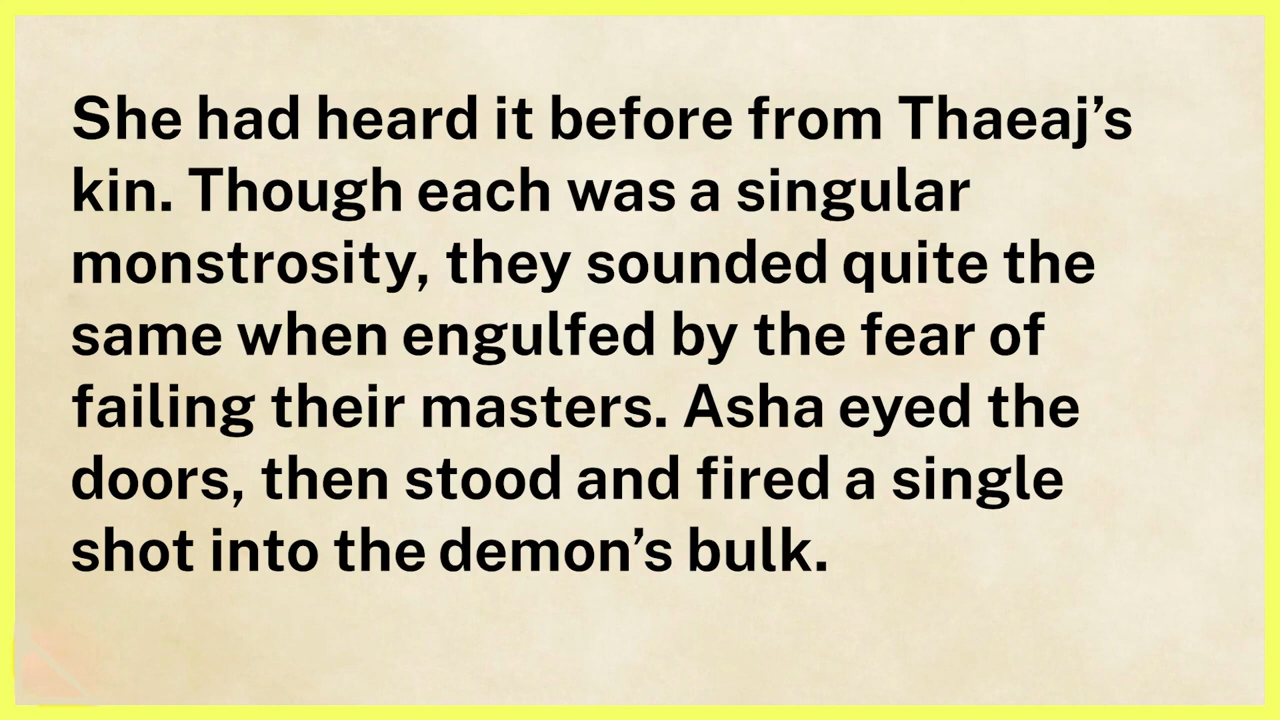 She had heard it before from Thaeaj’s
kin. Though each was a singular
monstrosity, they sounded quite the
same when engulfed by the fear of
failing their masters. Asha eyed the
doors, then stood and fired a single
shot into the demon’s bulk.